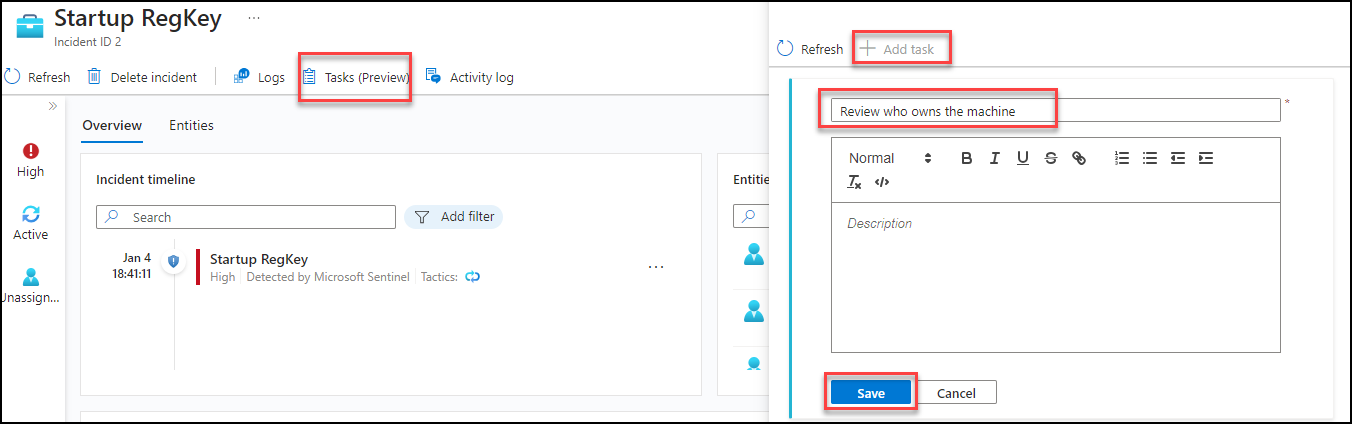 Startup RegKey ...
Incident ID 2
Refresh Delete incident Logs Tasks (Preview) Activity log
High
Active
Unassign...
Overview Entities
Incident timeline
Search Add filter
Jan 4
18:41:11
Startup RegKey ...
High Detected by Microsoft Sentinel Tactics:
Entitie
Refresh + Add task
Review who owns the machine *
Normal B I U S
Description
Save Cancel